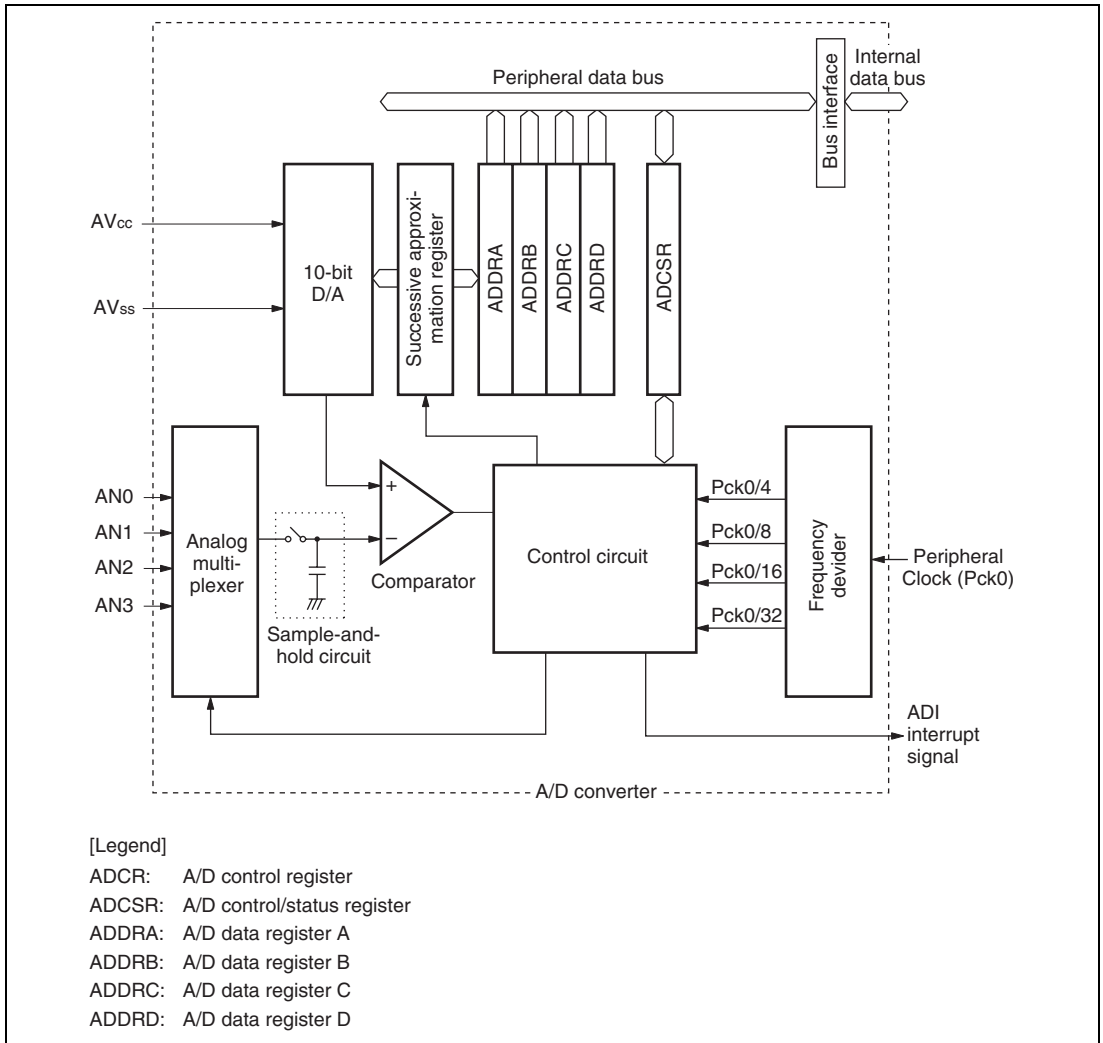 Peripheral data bus
Internal
data bus
Bus interface
AVcc
AVss
10-bit
D/A
Successive approxi-
mation register
ADDRA
ADDRB
ADDRC
ADDRD
ADCSR
AN0
AN1
AN2
AN3
Analog
multi-
plexer
Sample-and-
hold circuit
+
−
Comparator
Control circuit
Pck0/4
Pck0/8
Pck0/16
Pck0/32
Frequency
devider
Peripheral
Clock (Pck0)
ADI
interrupt
signal
A/D converter
[Legend]
ADCR: A/D control register
ADCSR: A/D control/status register
ADDRA: A/D data register A
ADDRB: A/D data register B
ADDRC: A/D data register C
ADDRD: A/D data register D